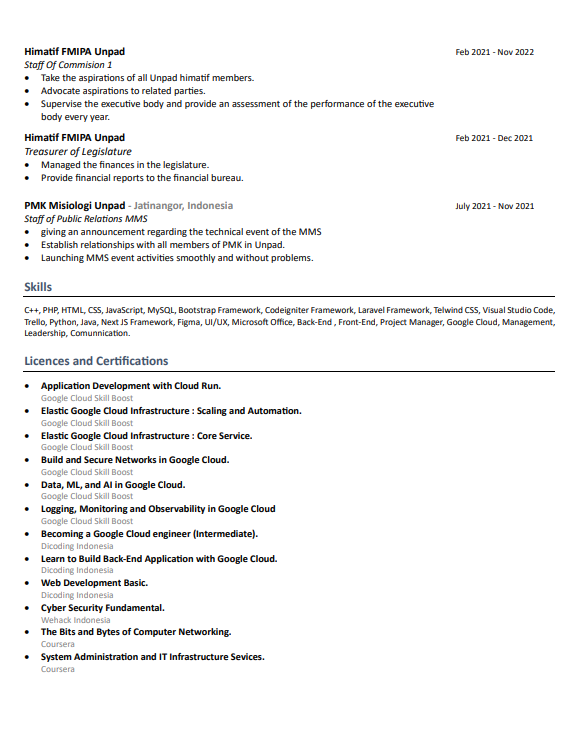 Himatif FMIPA Unpad Feb 2021 - Nov 2022
Staff Of Commision 1
• Take the aspirations of all Unpad himatif members.
• Advocate aspirations to related parties.
• Supervise the executive body and provide an assessment of the performance of the executive
body every year.
Himatif FMIPA Unpad Feb 2021 - Dec 2021
Treasurer of Legislature
• Managed the finances in the legislature.
• Provide financial reports to the financial bureau.
PMK Misiologi Unpad - Jatinangor, Indonesia July 2021 - Nov 2021
Staff of Public Relations MMS
• giving an announcement regarding the technical event of the MMS
• Establish relationships with all members of PMK in Unpad.
• Launching MMS event activities smoothly and without problems.
Skills
C++, PHP, HTML, CSS, JavaScript, MySQL, Bootstrap Framework, Codeigniter Framework, Laravel Framework, Telwind CSS, Visual Studio Code,
Trello, Python, Java, Next JS Framework, Figma, UI/UX, Microsoft Office, Back-End , Front-End, Project Manager, Google Cloud, Management,
Leadership, Comunnication.
Licences and Certifications
• Application Development with Cloud Run.
Google Cloud Skill Boost
• Elastic Google Cloud Infrastructure : Scaling and Automation.
Google Cloud Skill Boost
• Elastic Google Cloud Infrastructure : Core Service.
Google Cloud Skill Boost
• Build and Secure Networks in Google Cloud.
Google Cloud Skill Boost
• Data, ML, and AI in Google Cloud.
Google Cloud Skill Boost
• Logging, Monitoring and Observability in Google Cloud
Google Cloud Skill Boost
• Becoming a Google Cloud engineer (Intermediate).
Dicoding Indonesia
• Learn to Build Back-End Application with Google Cloud.
Dicoding Indonesia
• Web Development Basic.
Dicoding Indonesia
• Cyber Security Fundamental.
Wehack Indonesia
• The Bits and Bytes of Computer Networking.
Coursera
• System Administration and IT Infrastructure Sevices.
Coursera